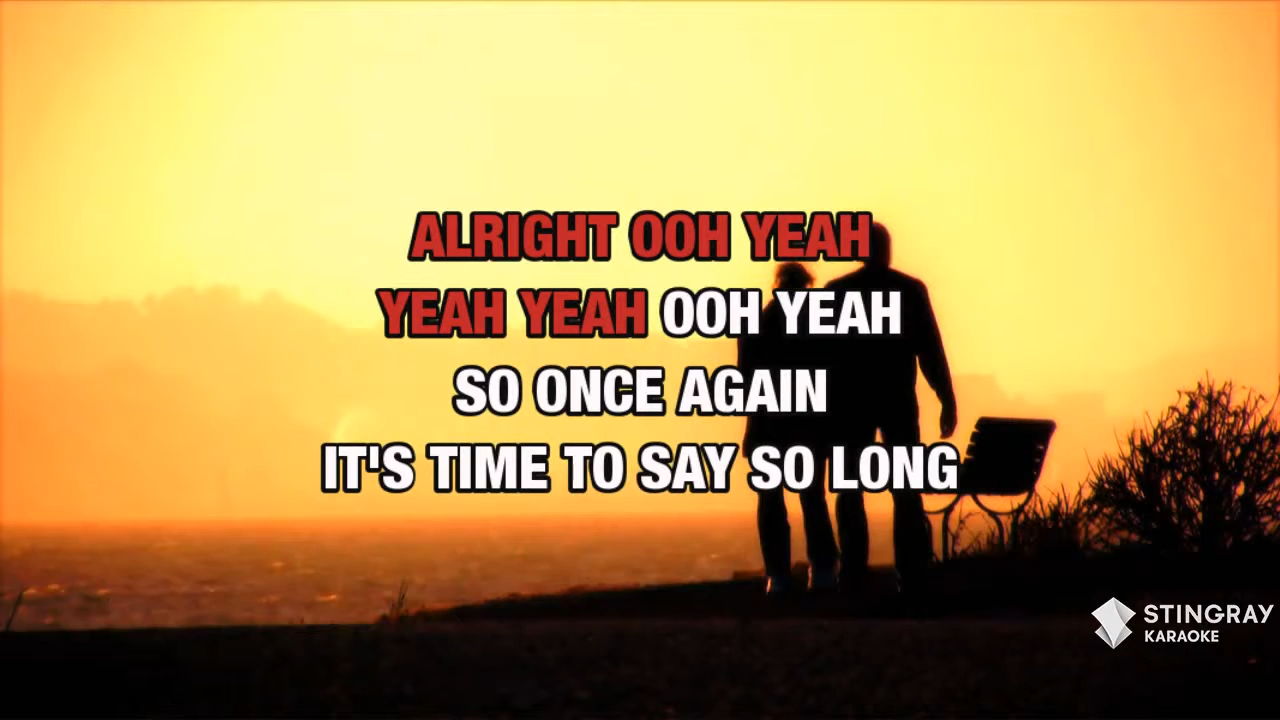 ALRIGHT OOH YEAH
YEAH YEAH OOH YEAH
SO ONCE AGAIN
IT'S TIME TO SAY SO LONG
STINGRAY
KARAOKE